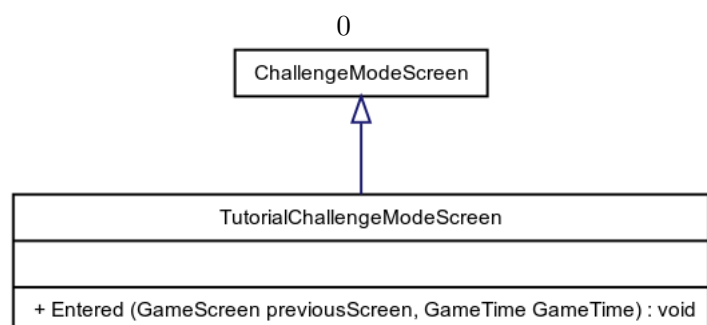 0
ChallengeModeScreen
TutorialChallengeModeScreen
+ Entered (GameScreen previousScreen, GameTime GameTime) : void